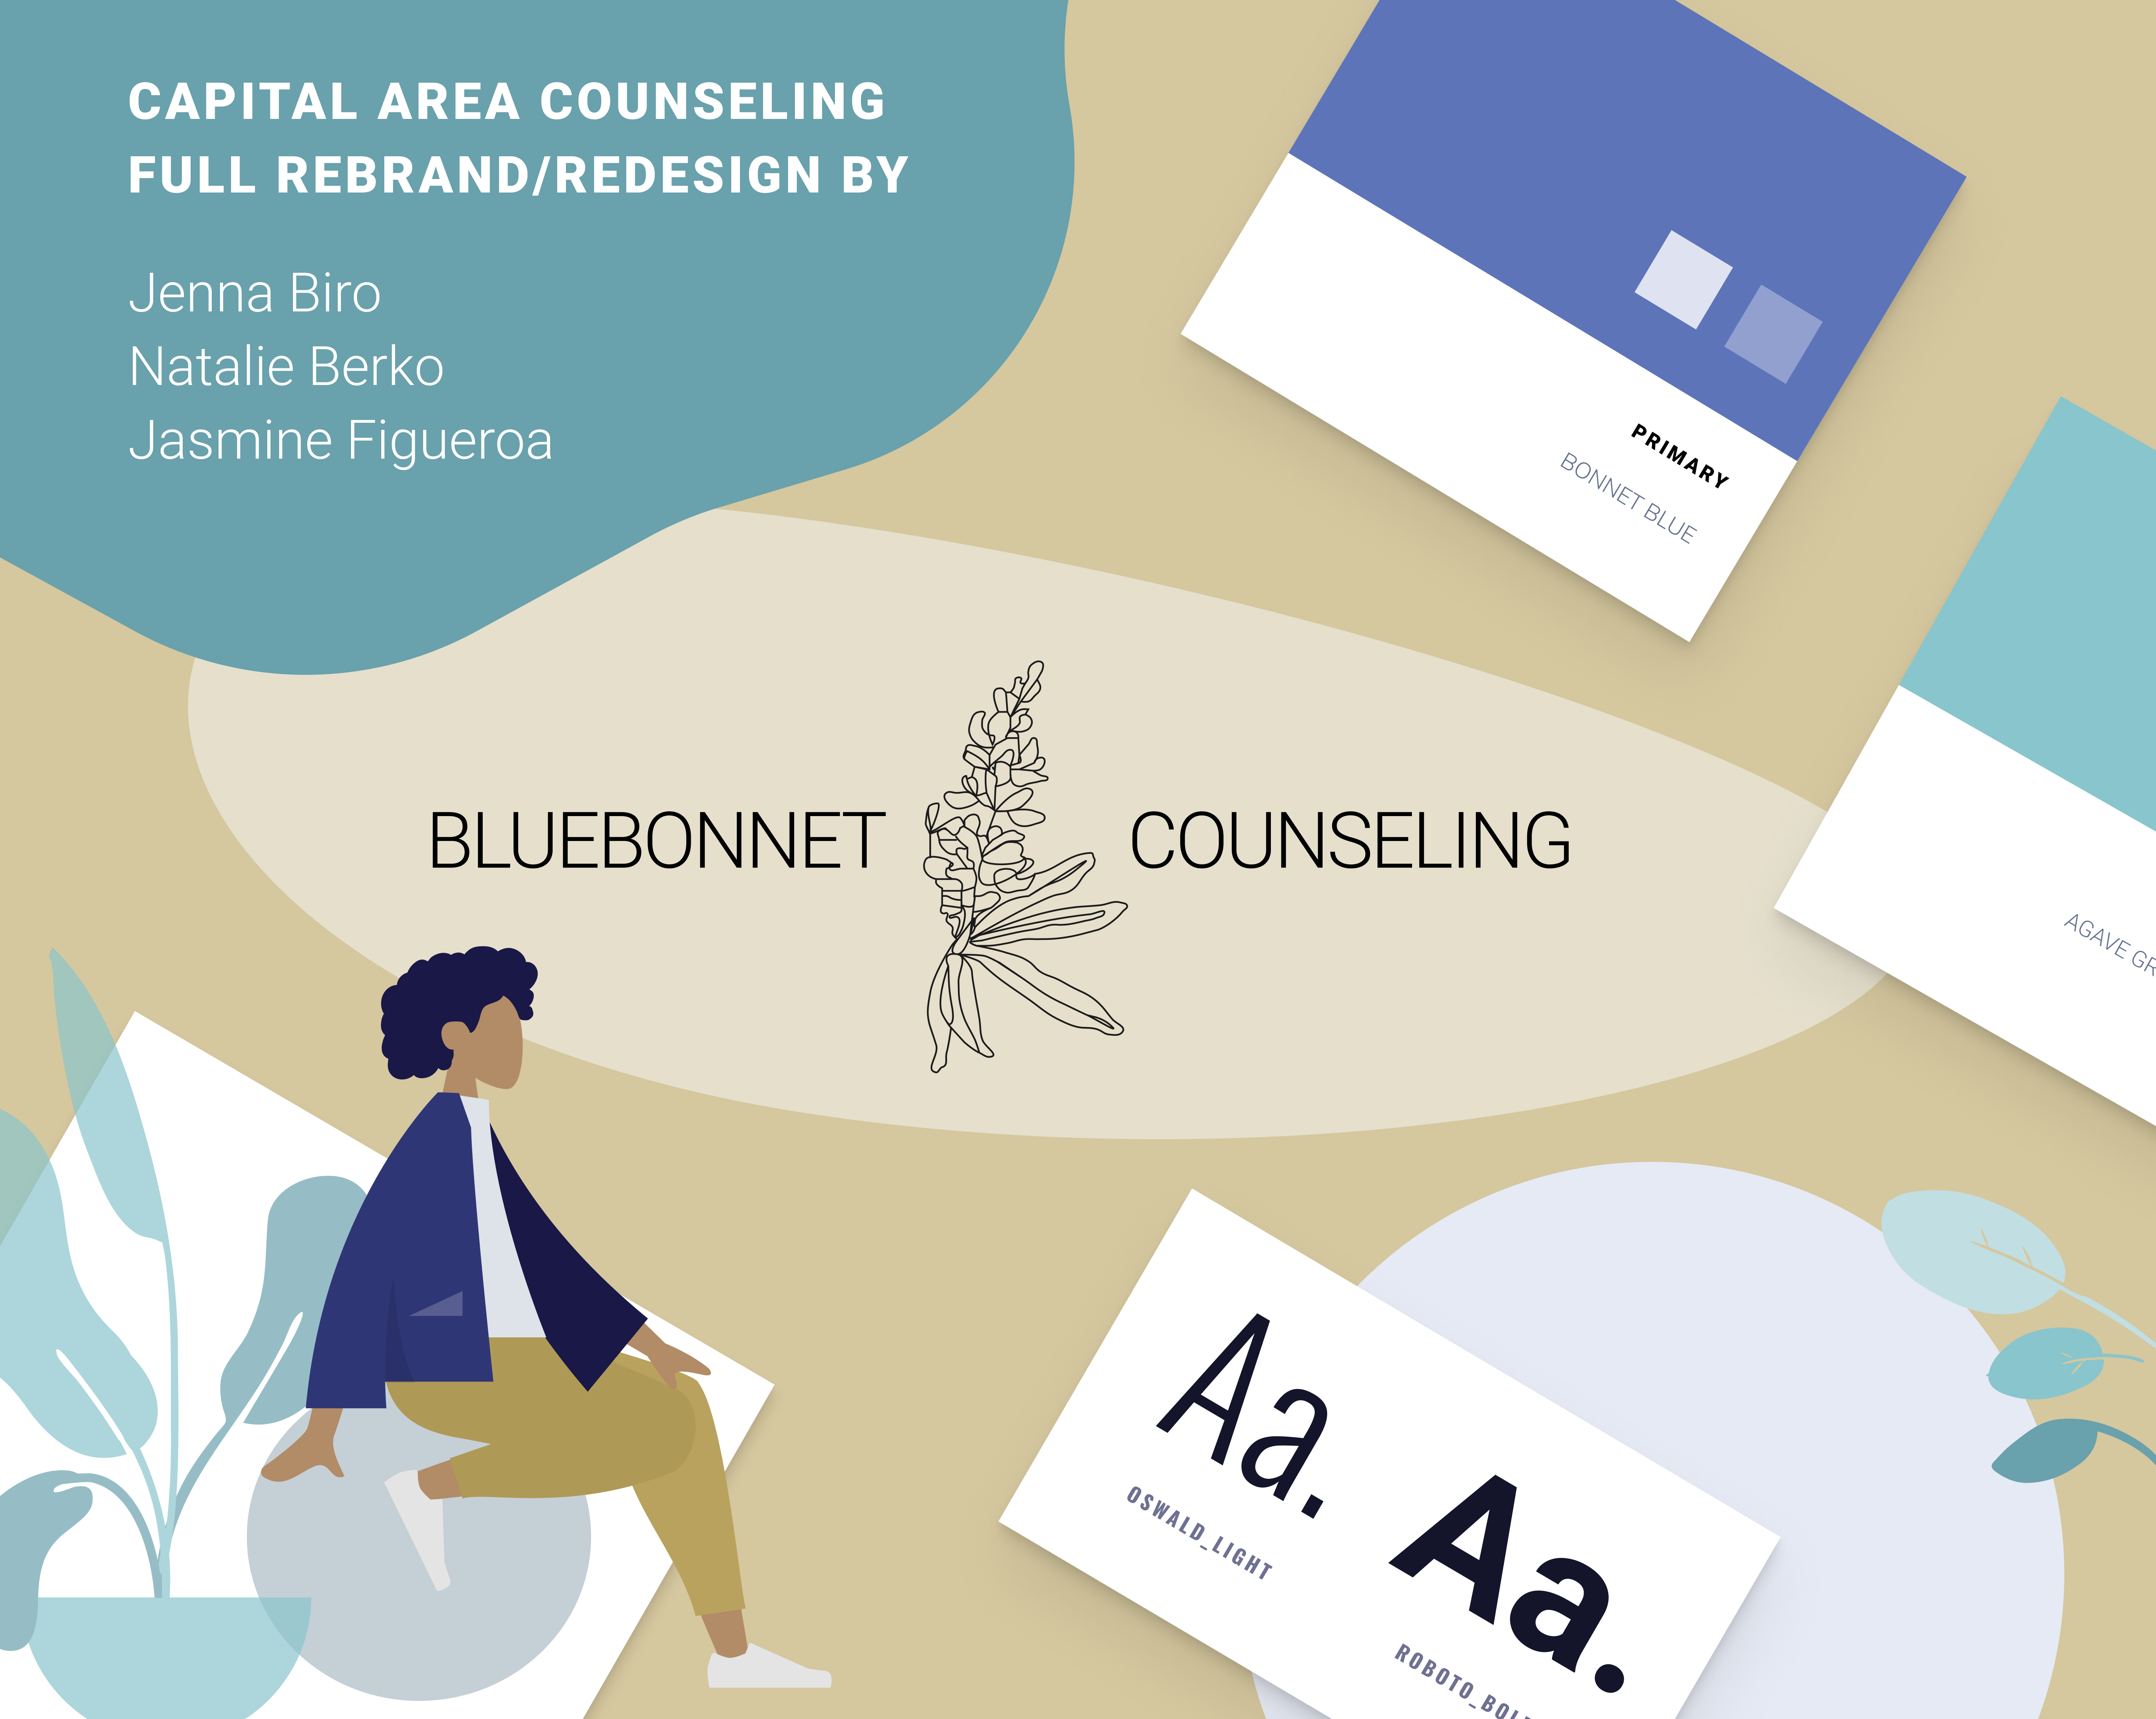 CAPITAL AREA COUNSELING
FULL REBRAND/REDESIGN BY
Jenna Biro
Natalie Berko
Jasmine Figueroa
PRIMARY
BONNET BLUE
BLUEBONNET COUNSELING
AGAVE
Aa. Aa.
OSWALD_LIGHT